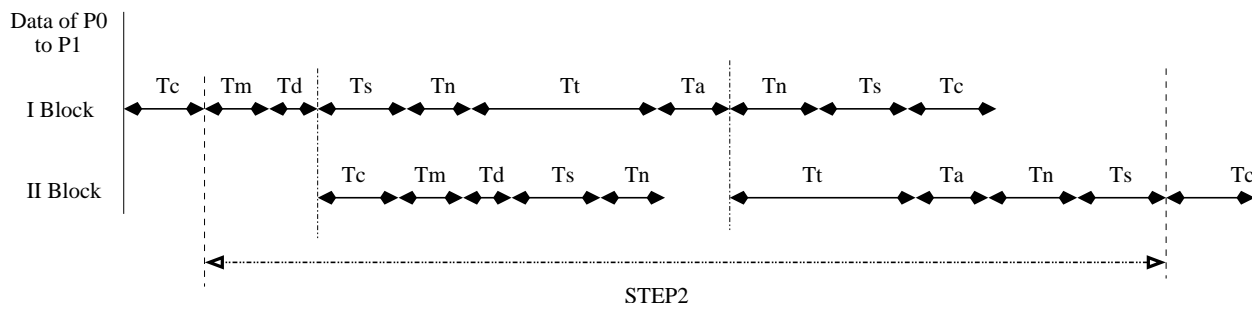 Data of P0
to P1
Tc Tm Td Ts Tn Tt Ta Tn Ts Tc
I Block
Tc Tm Td Ts Tn Tt Ta Tn Ts Tc
II Block
STEP2